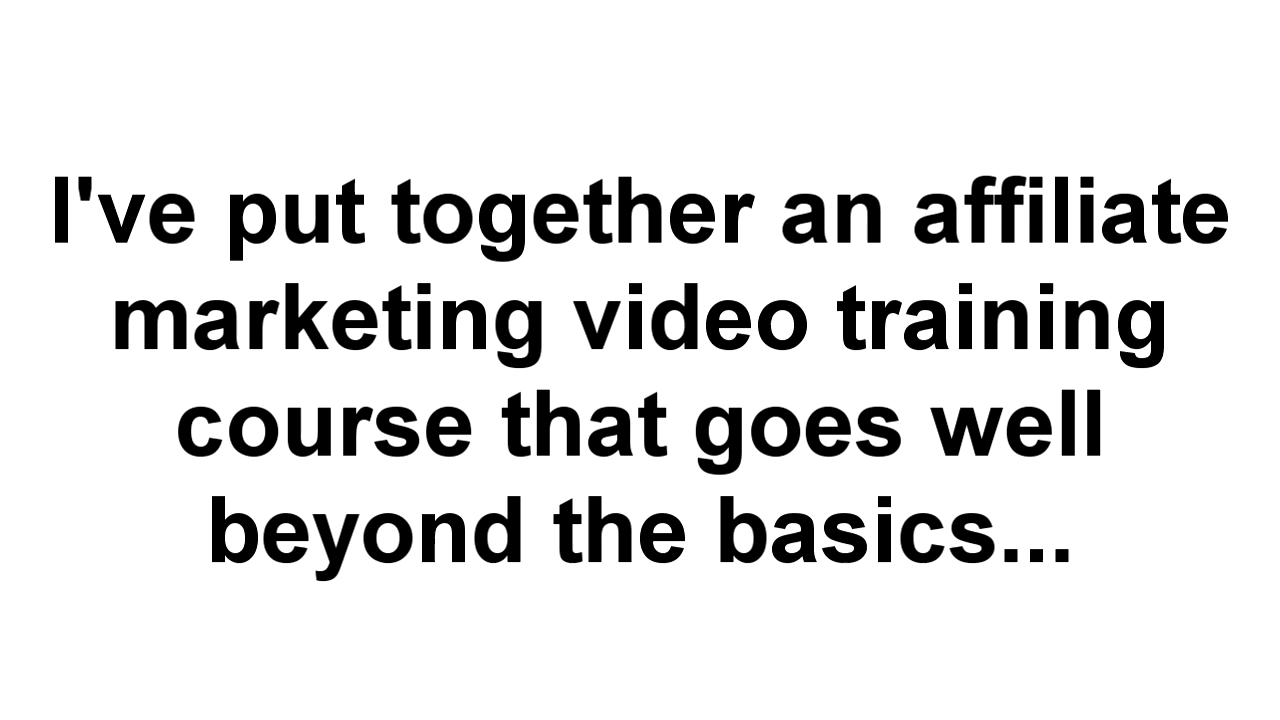 I've put together an affiliate
marketing video training
course that goes well
beyond the basics...